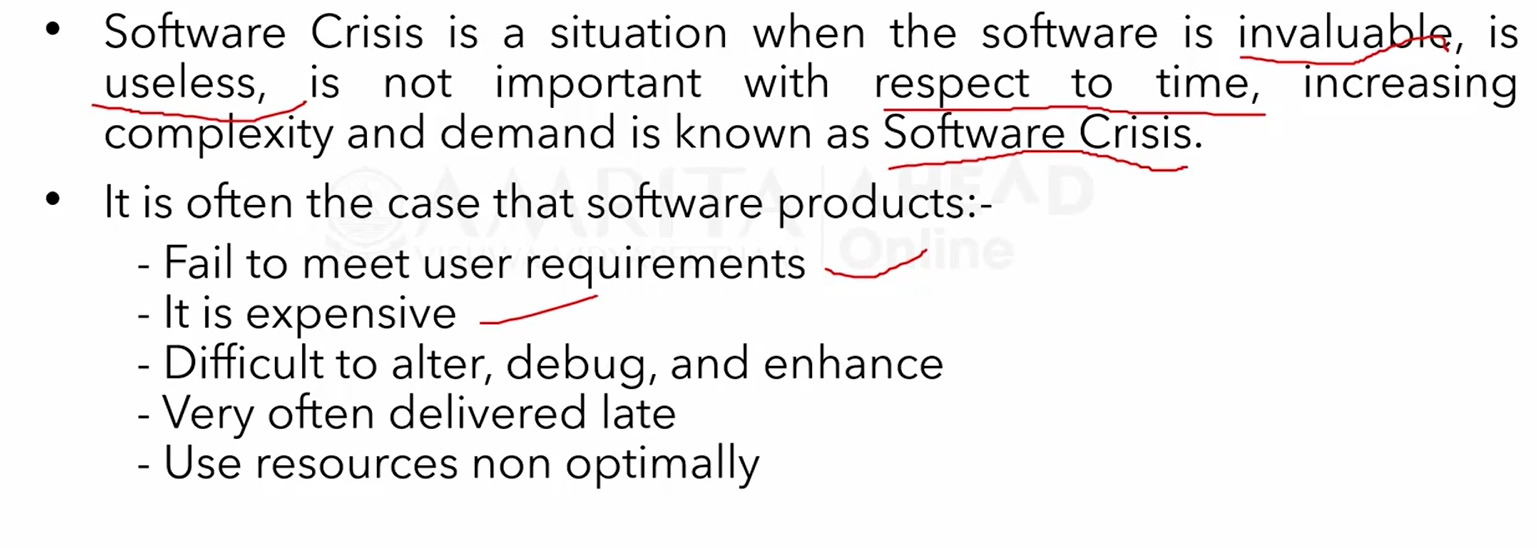 • Software Crisis is a situation when the software is invaluable, is
useless, is not important with respect to time, increasing
complexity and demand is known as Software Crisis.
• It is often the case that software products:-
- Fail to meet user requirements
- It is expensive
- Difficult to alter, debug, and enhance
- Very often delivered late
- Use resources non optimally
AMRITA AHEAD
Online